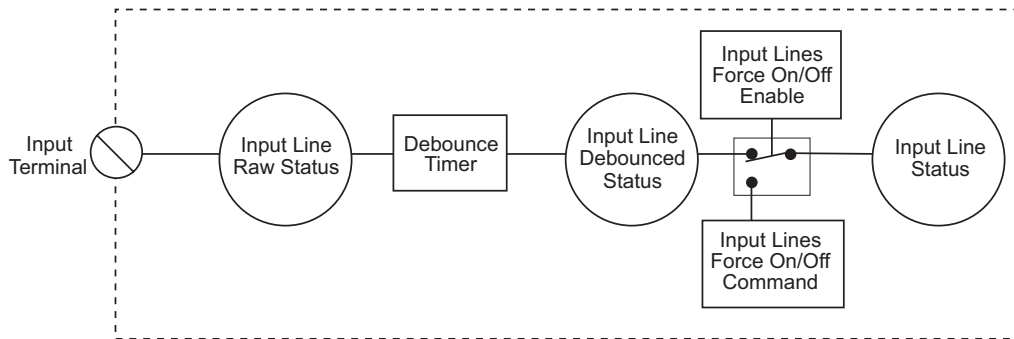 Input
Terminal
Input Line
Raw Status
Debounce
Timer
Input Line
Debounced
Status
Input Lines
Force On/Off
Enable
Input Lines
Force On/Off
Command
Input Line
Status